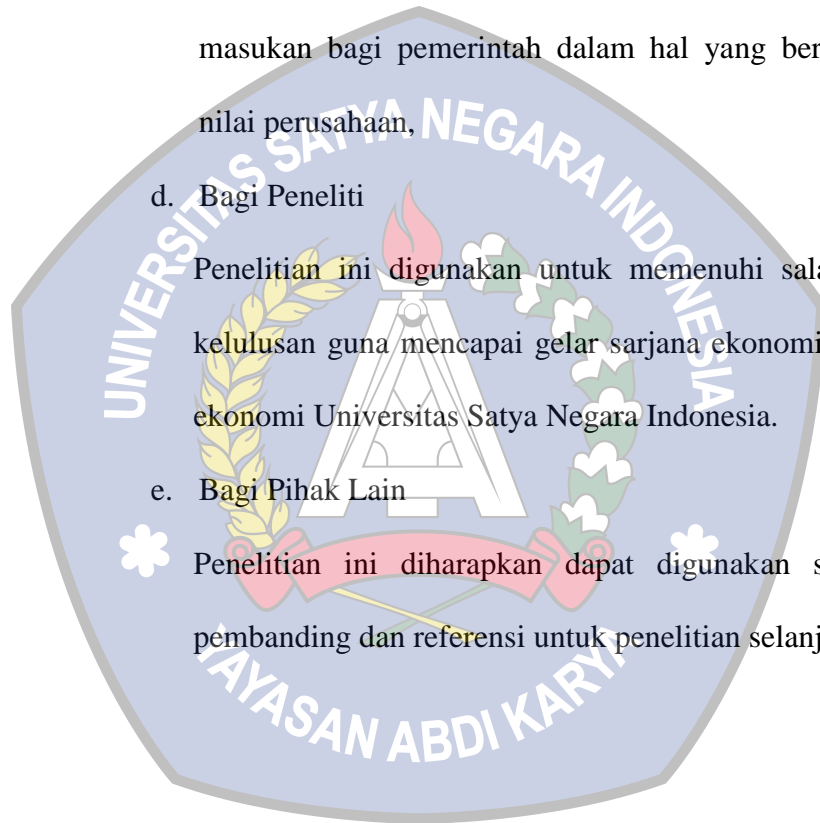 masukan bagi pemerintah dalam hal yang ber
nilai perusahaan,
d. Bagi Peneliti
Penelitian ini digunakan untuk memenuhi sala
kelulusan guna mencapai gelar sarjana ekonomi
ekonomi Universitas Satya Negara Indonesia.
e. Bagi Pihak Lain
Penelitian ini diharapkan dapat digunakan s
pembanding dan referensi untuk penelitian selanj
UNIVERSITAS SATYA NEGARA INDONESIA
YAYASAN ABDI KARYA